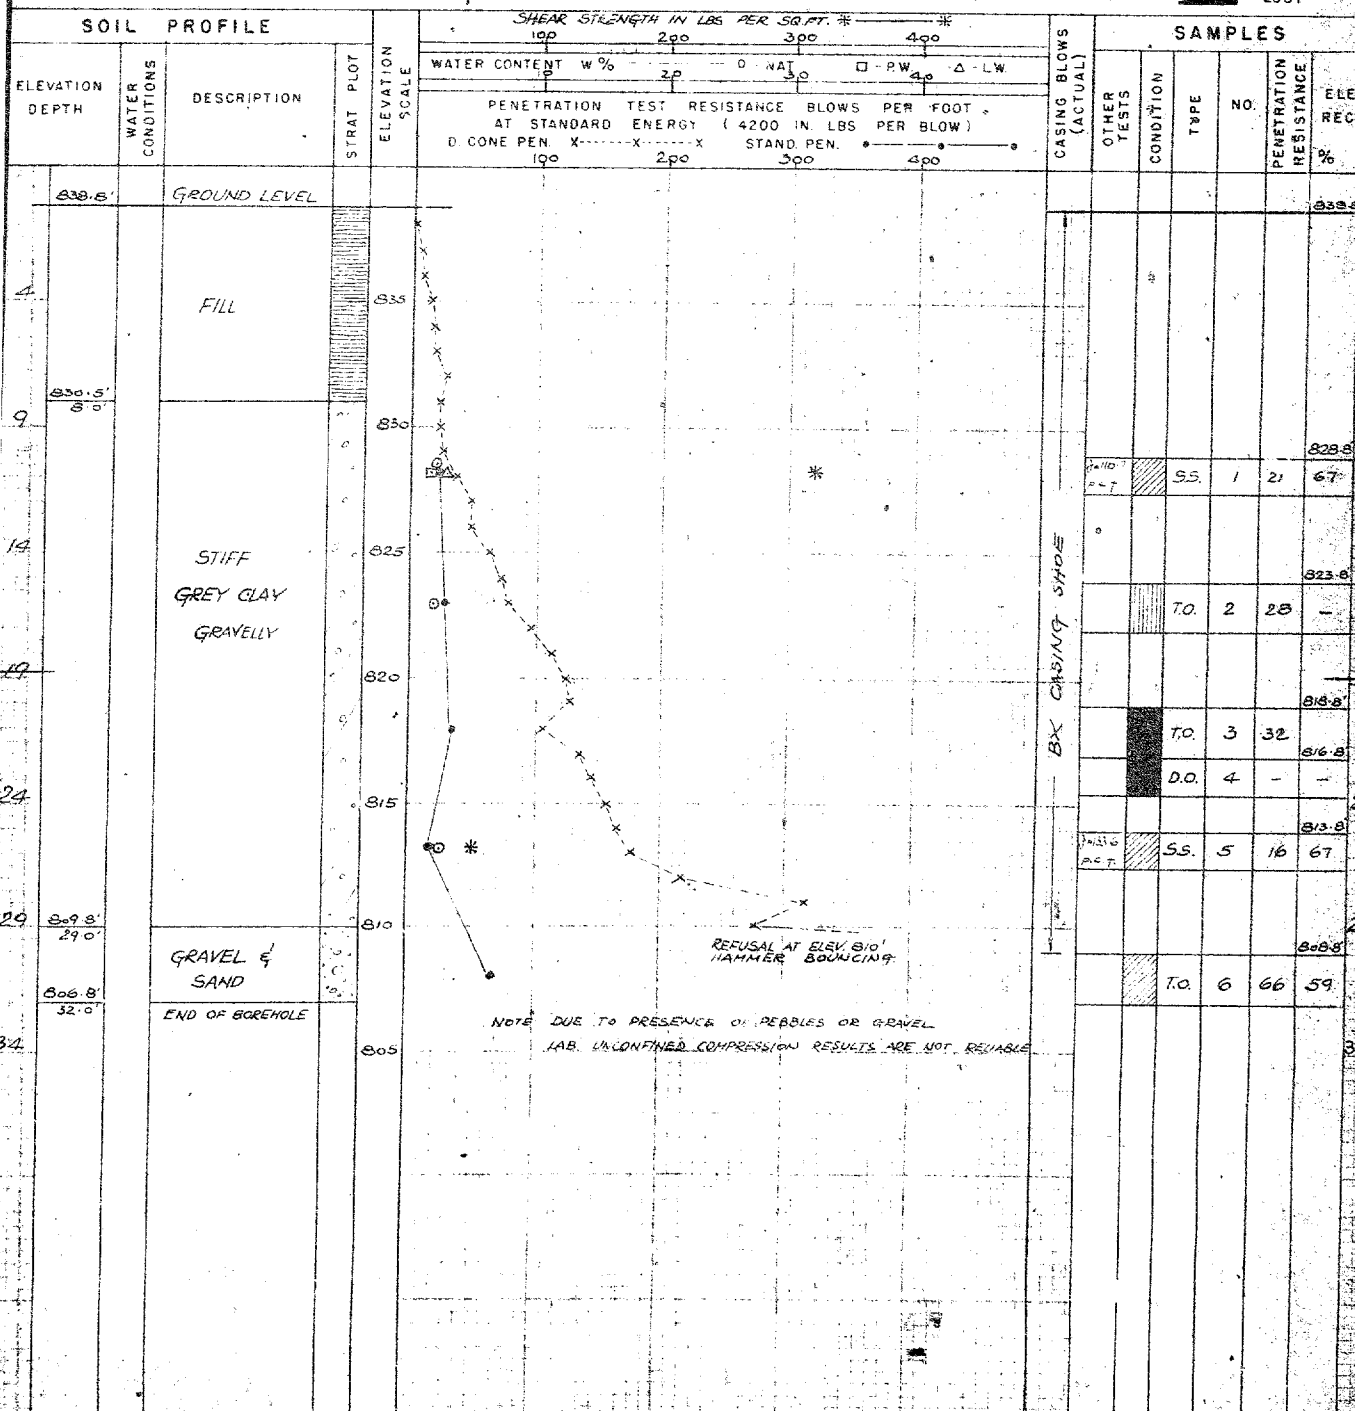 SOIL PROFILE
SHEAR STRENGTH IN LBS PER SQ.FT. *————*
100 200 300 400
WATER CONTENT W % O - NAT □ - P.W. △ - L.W.
10 20 30 40
PENETRATION TEST RESISTANCE BLOWS PER FOOT
AT STANDARD ENERGY ( 4200 IN. LBS PER BLOW )
D. CONE PEN. X-------X-------X STAND. PEN. •————•————•
100 200 300 400
SAMPLES
ELEVATION
DEPTH
WATER
CONDITIONS
DESCRIPTION
STRAT PLOT
ELEVATION
SCALE
CASING BLOWS
(ACTUAL)
OTHER
TESTS
CONDITION
TYPE
NO.
PENETRATION
RESISTANCE
ELE
REC
%
838.8' GROUND LEVEL
4 FILL 835
830.5'
8.0'
9 830
828.8
S.S. 1 21 67
14 825
STIFF
GREY CLAY
GRAVELLY
823.8
T.O. 2 28 –
19 820
818.8'
T.O. 3 32
816.8
D.O. 4 – –
24 815
813.8
P.C.T. S.S. 5 16 67
BX CASING SHOE
29 809.8' 810
29.0'
REFUSAL AT ELEV. 810'
HAMMER BOUNCING
808.8
GRAVEL &
SAND
T.O. 6 66 59
806.8'
32.0'
END OF BOREHOLE
NOTE DUE TO PRESENCE OF PEBBLES OR GRAVEL
LAB. UNCONFINED COMPRESSION RESULTS ARE NOT RELIABLE
34 805